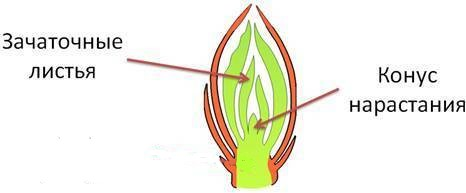 Зачаточные
листья
Конус
нарастания